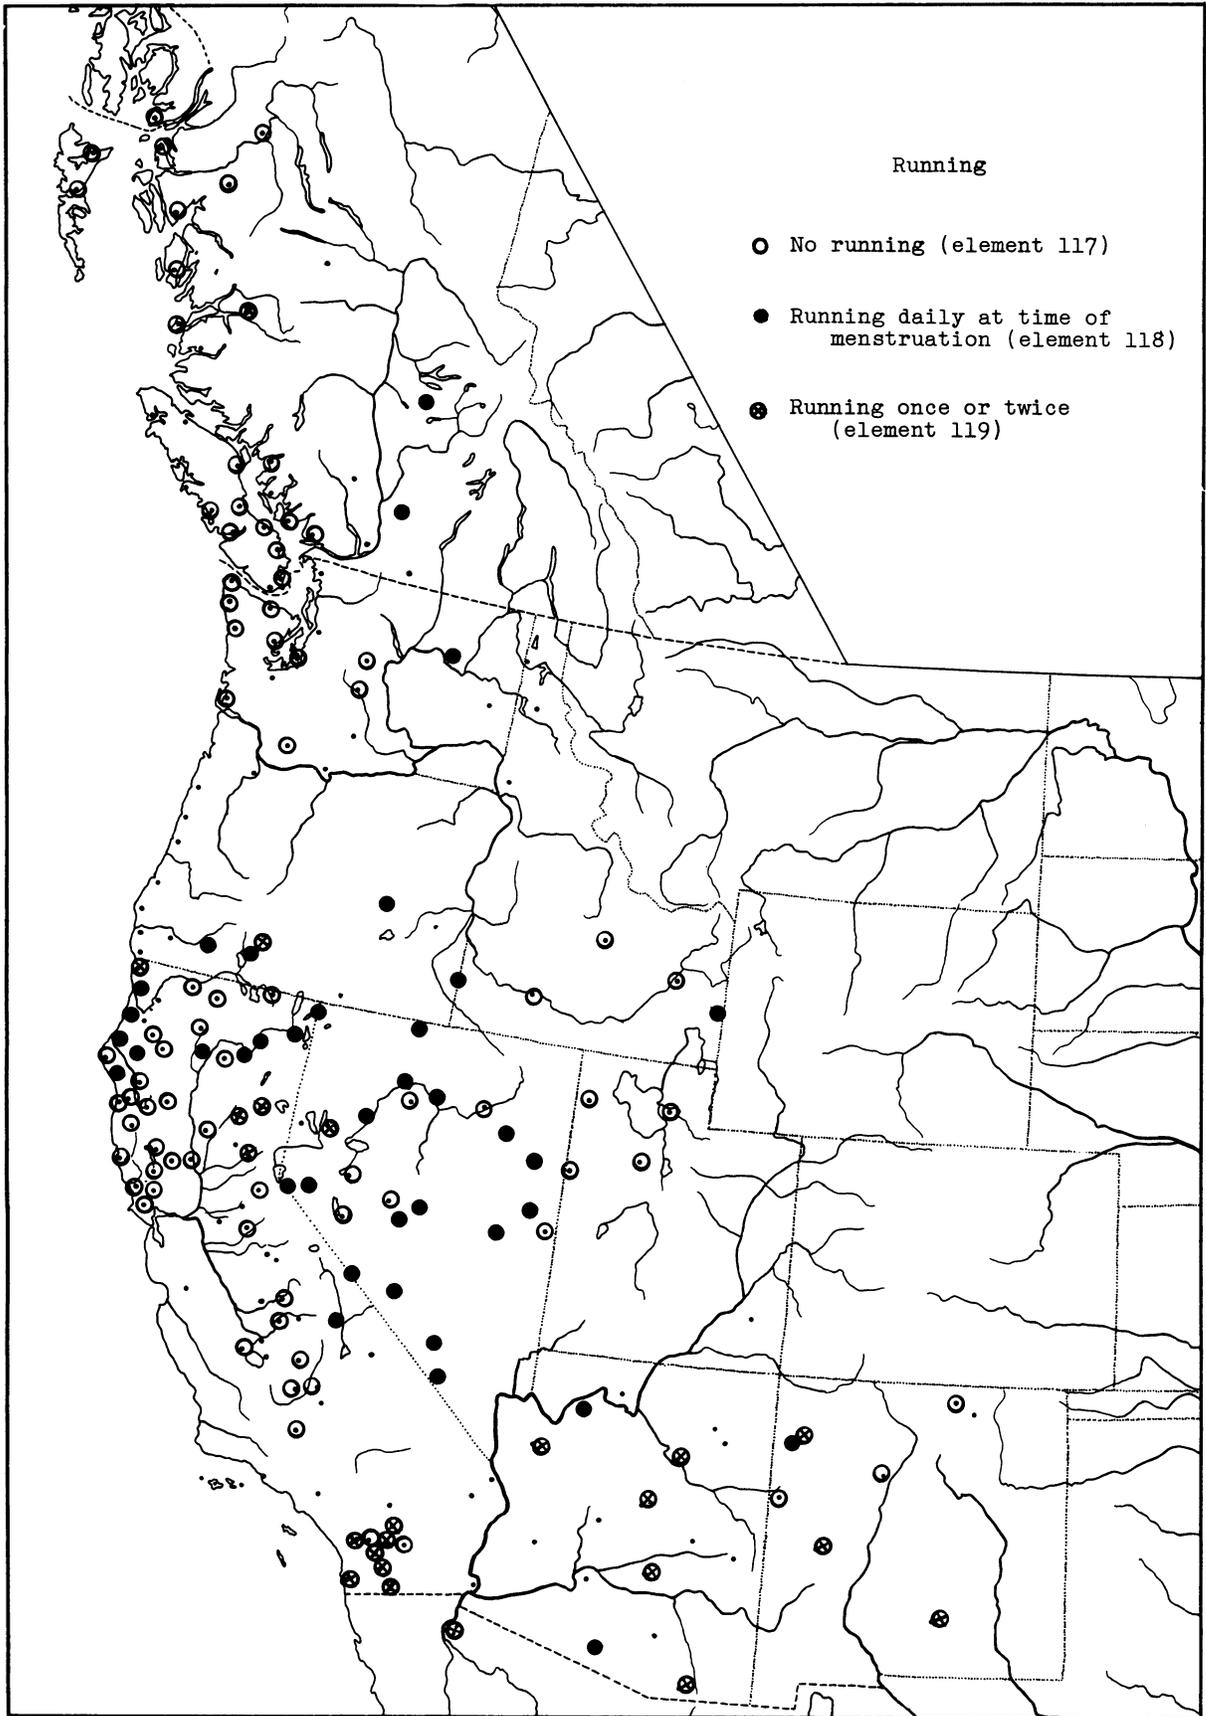 Running
No running (element 117)
Running daily at time of
menstruation (element 118)
Running once or twice
(element 119)